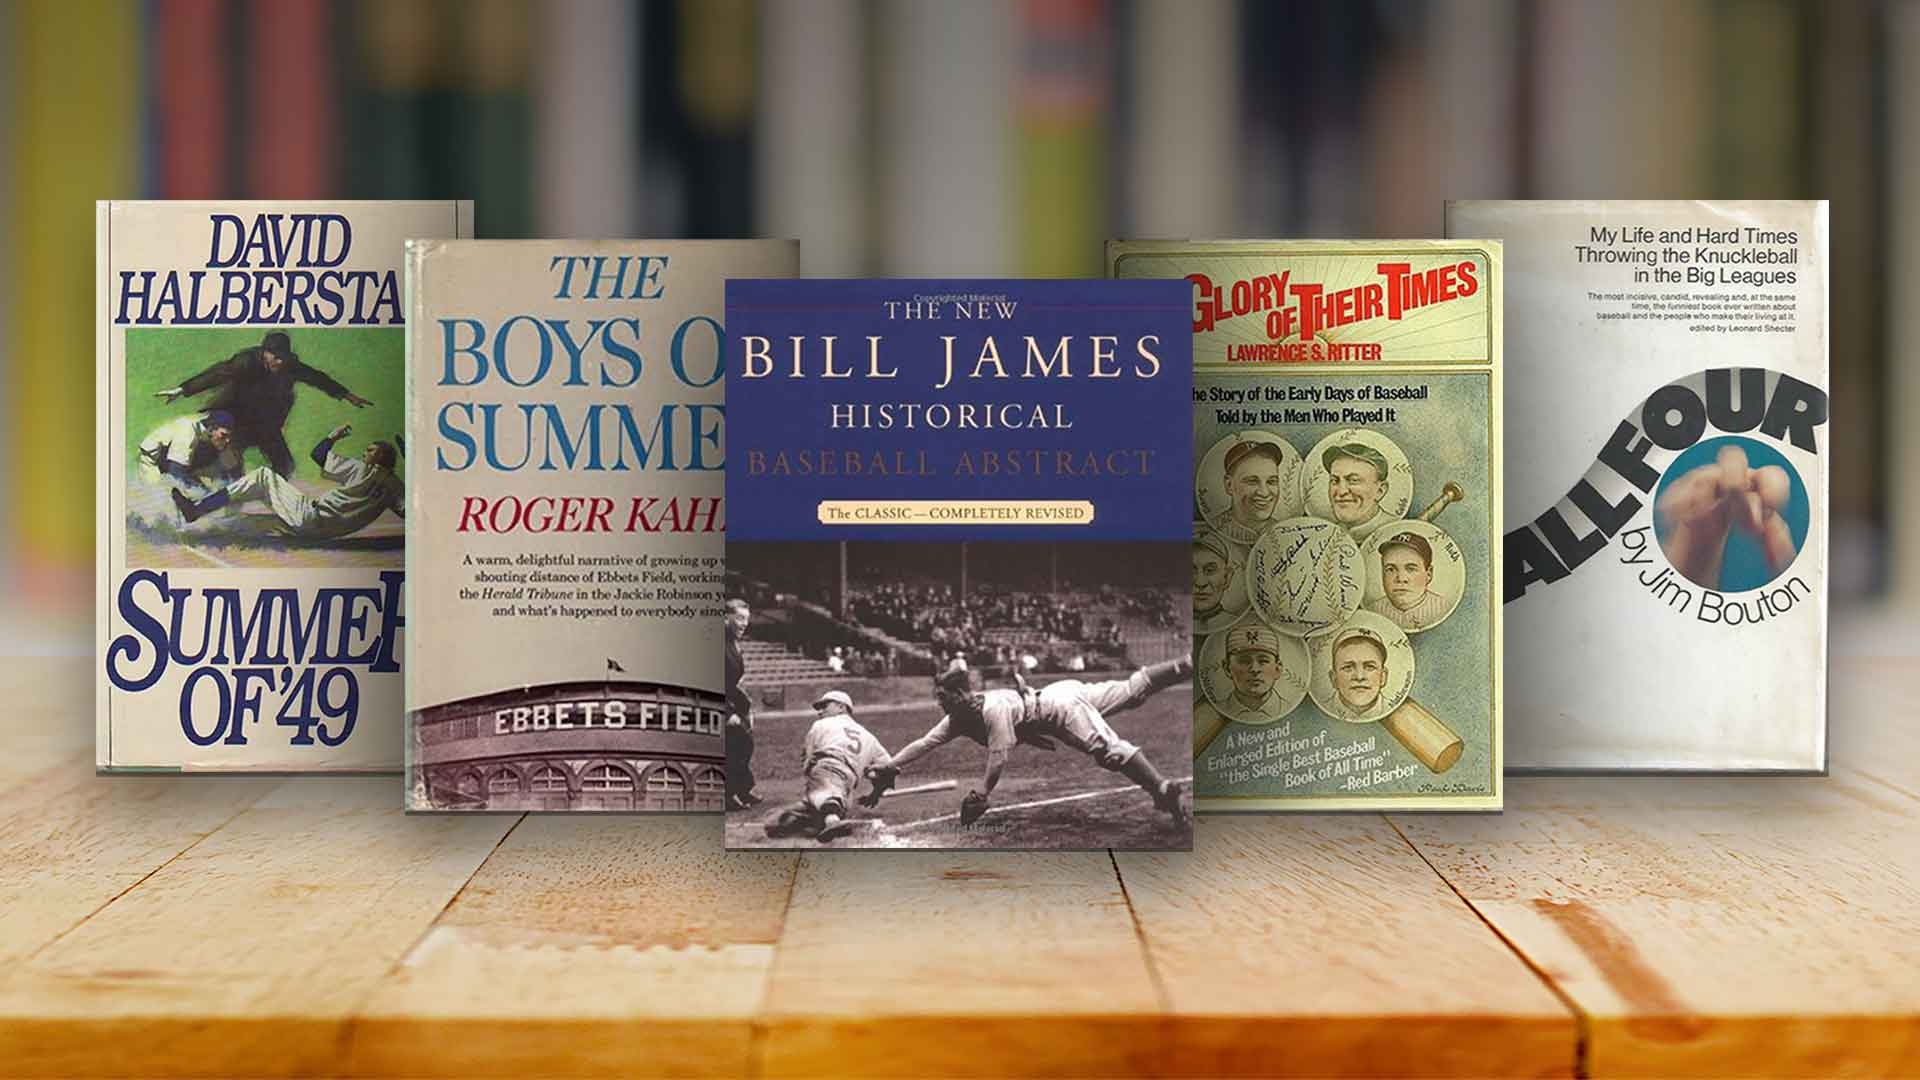 DAVID
HALBERSTA
SUMMER
OF '49
THE
BOYS O
SUMME
ROGER KAH
A warm, delightful narrative of growing up
shouting distance of Ebbets Field, working
the Herald Tribune in the Jackie Robinson
and what's happened to everybody sinc
EBBETS FIELD
Copyrighted Material
THE NEW
BILL JAMES
HISTORICAL
BASEBALL ABSTRACT
The CLASSIC — COMPLETELY REVISED
5
Copyrighted Material
GLORY
OF THEIR TIMES
LAWRENCE S. RITTER
he Story of the Early Days of Baseball
Told by the Men Who Played It
A New and
Enlarged Edition of
"the Single Best Baseball
Book of All Time"
-Red Barber
My Life and Hard Times
Throwing the Knuckleball
in the Big Leagues
The most incisive, candid, revealing and, at the same
time, the funniest book ever written about
baseball and the people who make their living at it.
edited by Leonard Shecter
ALL FOUR
by Jim Bouton